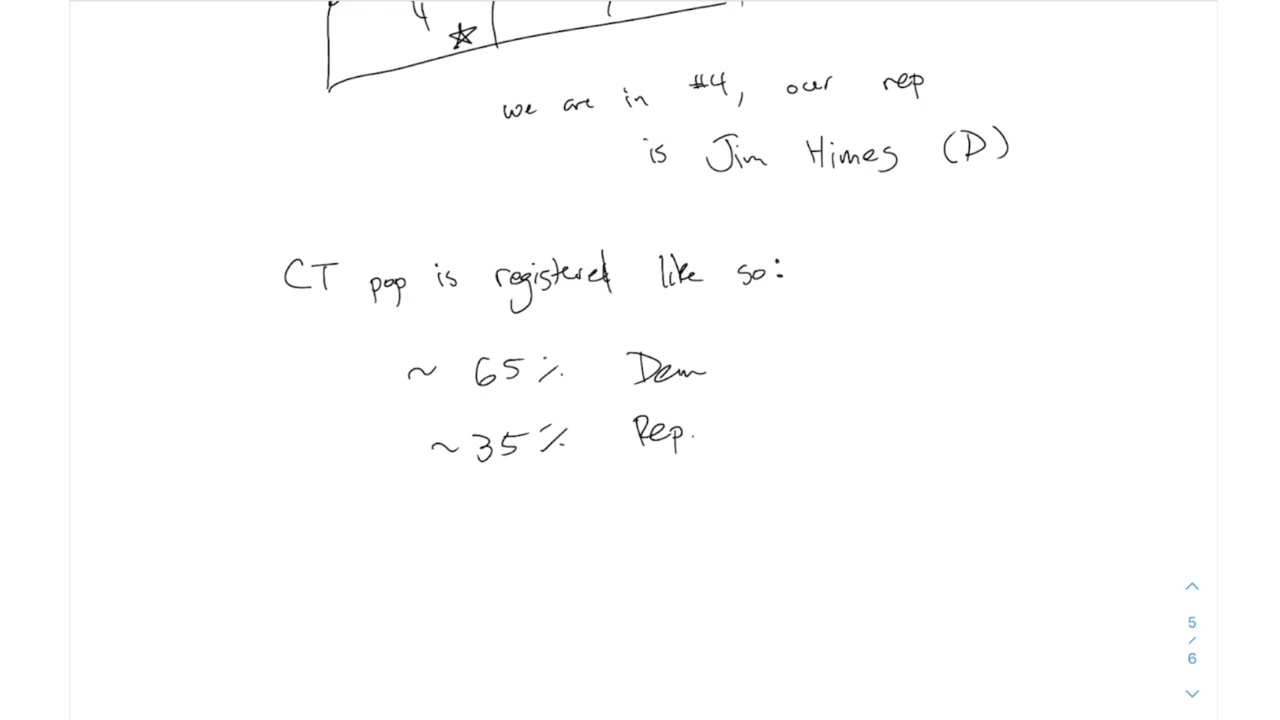 4
we are in #4, our rep
is Jim Himes (D)
CT pop is registered like so:
~ 65% Dem
~ 35% Rep.
5
/
6